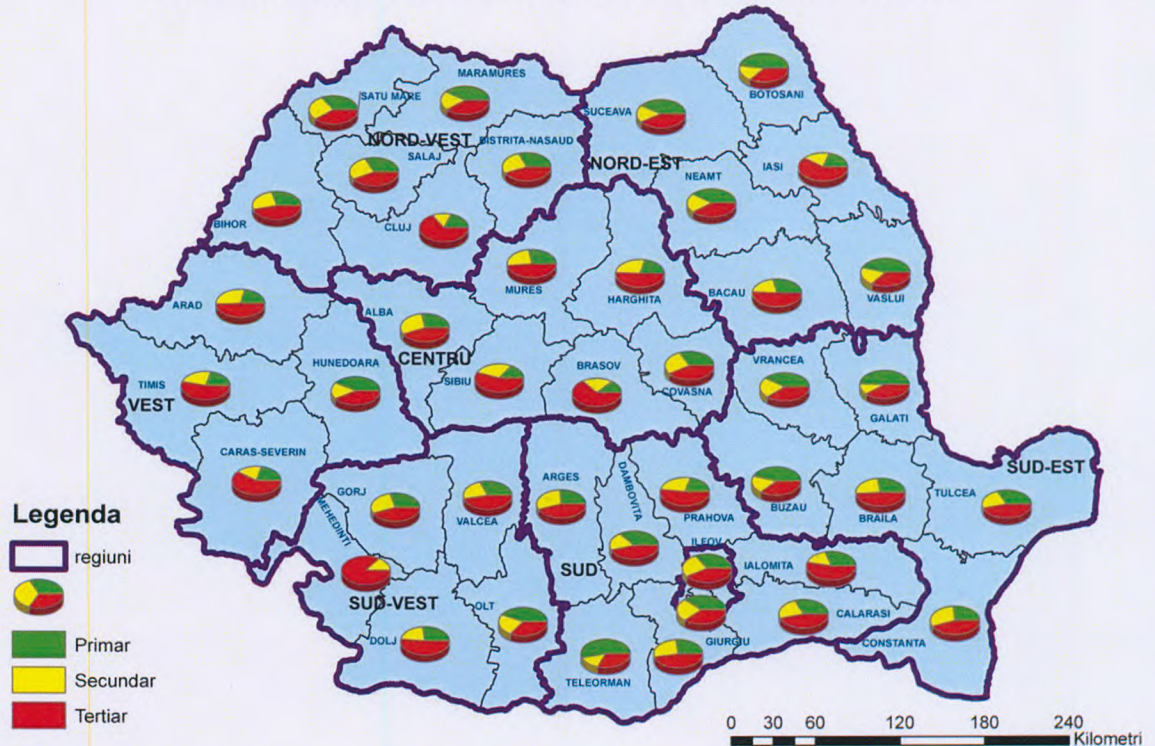 MARAMURES
SATU MARE
BOTOSANI
SUCEAVA
NORD-VEST
BISTRITA-NASAUD
SALAJ
NORD-EST
IASI
NEAMT
BIHOR
CLUJ
MURES
HARGHITA
BACAU
VASLUI
ARAD
ALBA
HUNEDOARA
CENTRU
BRASOV
VRANCEA
TIMIS
SIBIU
COVASNA
VEST
GALATI
CARAS-SEVERIN
SUD-EST
ARGES
DAMBOVITA
GORJ
MEHEDINTI
VALCEA
PRAHOVA
BUZAU
BRAILA
TULCEA
ILFOV
SUD
IALOMITA
SUD-VEST
OLT
CALARASI
DOLJ
GIURGIU
CONSTANTA
TELEORMAN
Legenda
regiuni
Primar
Secundar
Tertiar
0 30 60 120 180 240
Kilometri